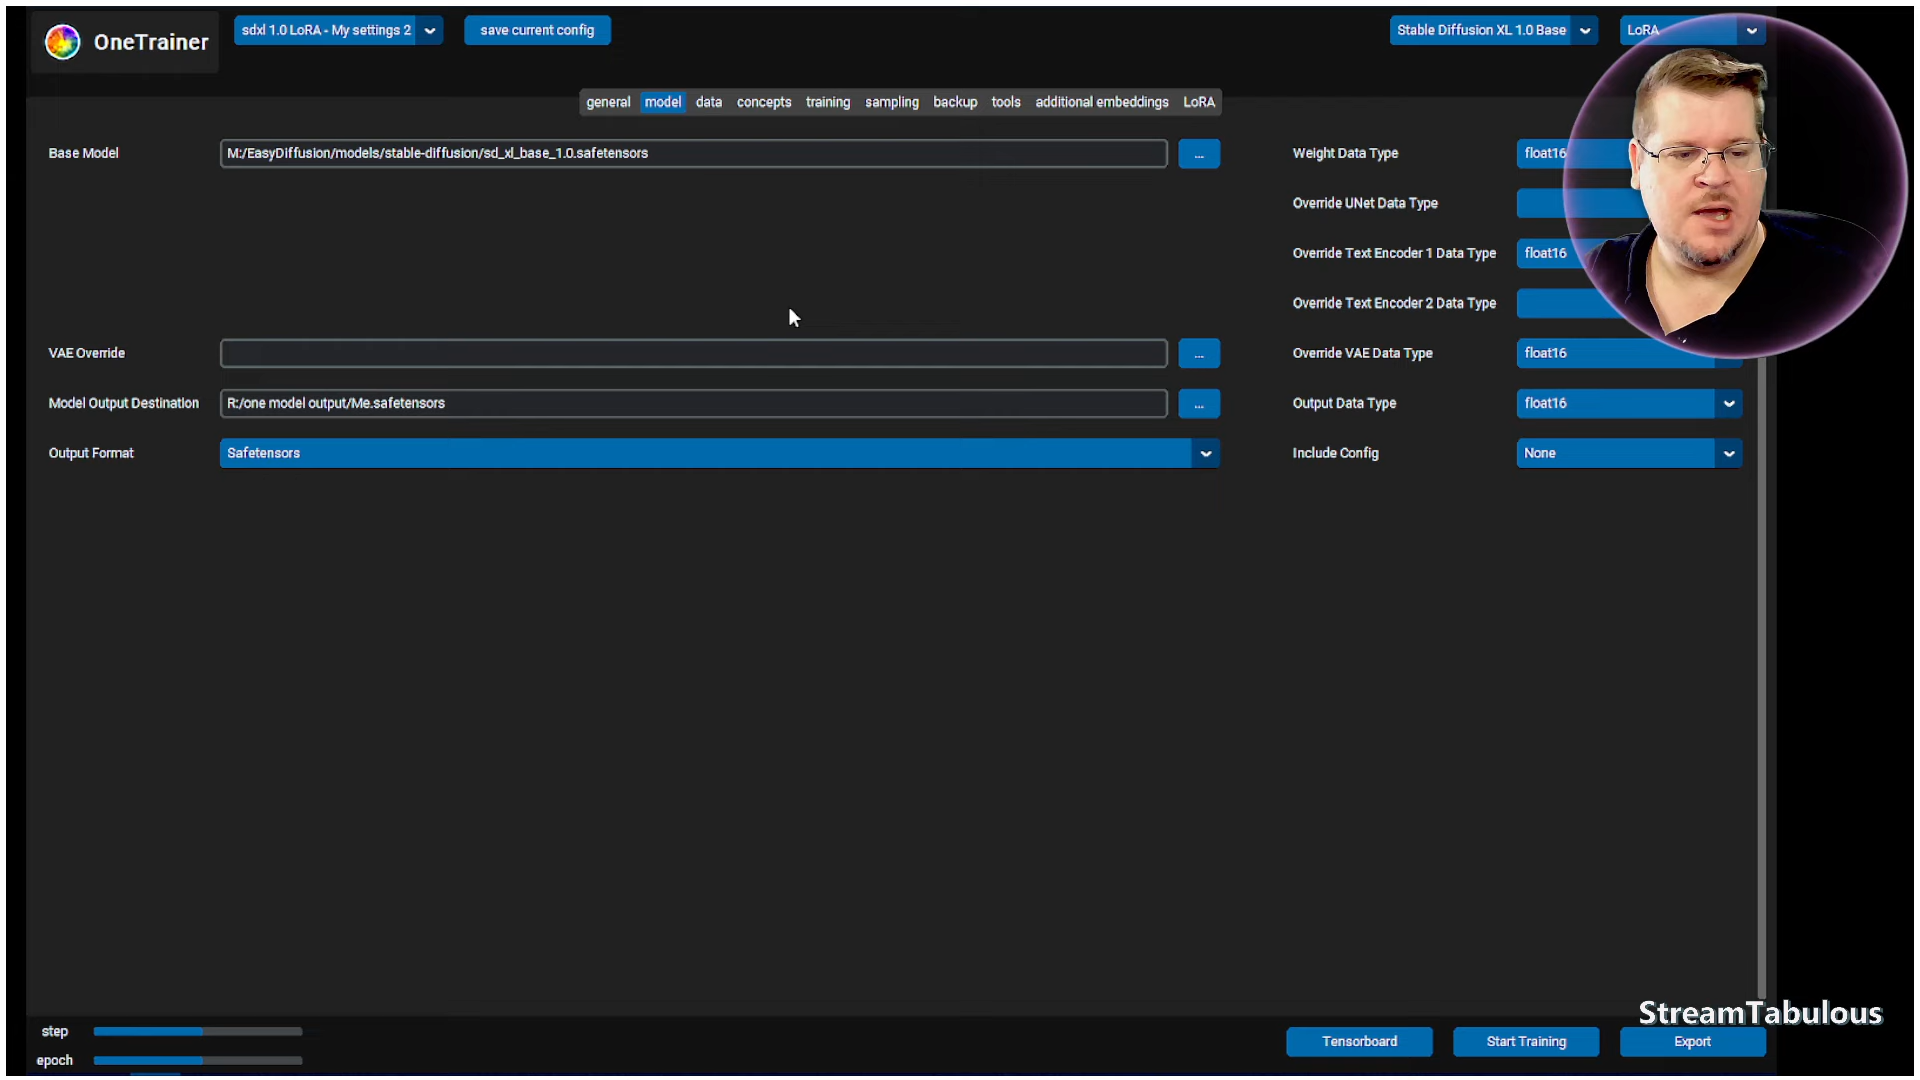 OneTrainer
sdxl 1.0 LoRA - My settings 2
save current config
Stable Diffusion XL 1.0 Base
LoRA
general model data concepts training sampling backup tools additional embeddings LoRA
Base Model
M:/EasyDiffusion/models/stable-diffusion/sd_xl_base_1.0.safetensors
...
Weight Data Type
float16
Override UNet Data Type
Override Text Encoder 1 Data Type
float16
Override Text Encoder 2 Data Type
VAE Override
...
Override VAE Data Type
float16
Model Output Destination
R:/one model output/Me.safetensors
...
Output Data Type
float16
Output Format
Safetensors
Include Config
None
StreamTabulous
step
epoch
Tensorboard
Start Training
Export